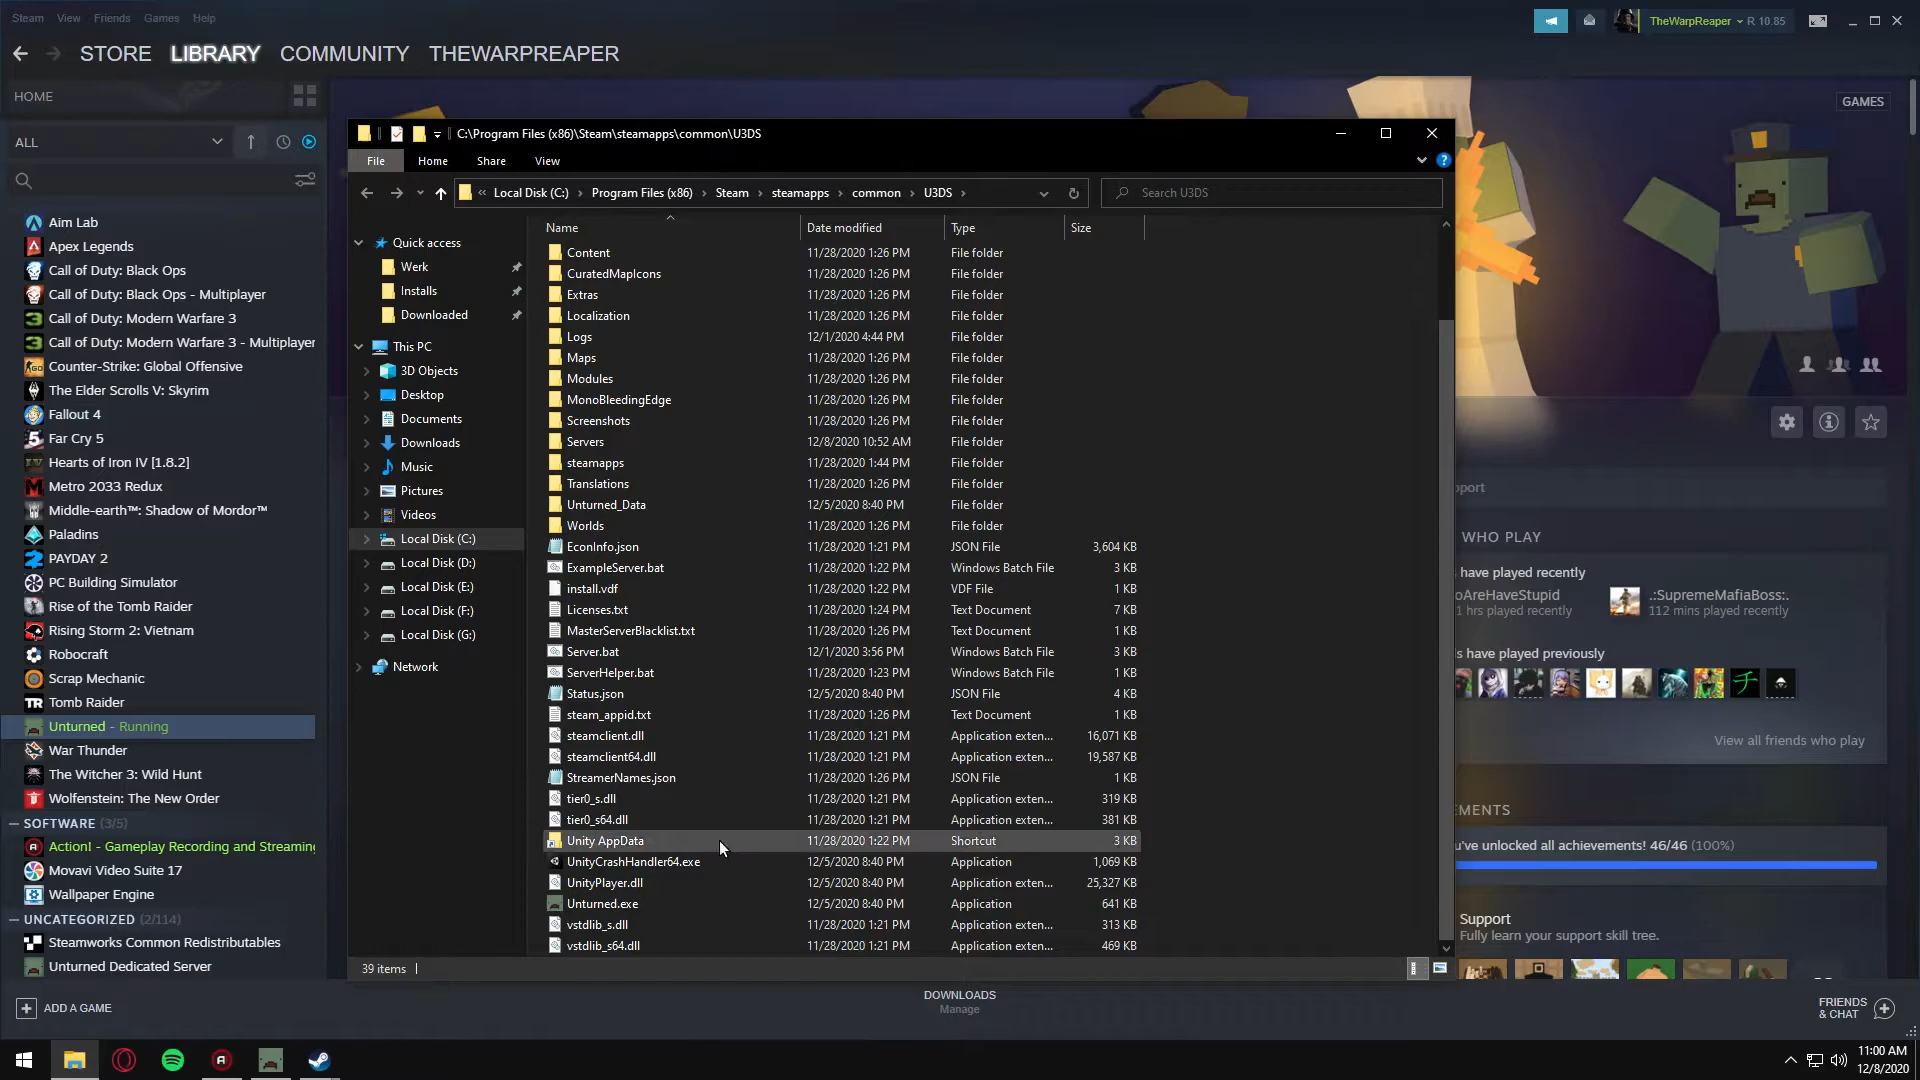 Steam View Friends Games Help
TheWarpReaper R 10.85
STORE LIBRARY COMMUNITY THEWARPREAPER
HOME
GAMES
ALL
C:\Program Files (x86)\Steam\steamapps\common\U3DS
File Home Share View
Local Disk (C:) Program Files (x86) Steam steamapps common U3DS
Search U3DS
Name Date modified Type Size
Aim Lab
Apex Legends
Call of Duty: Black Ops
Call of Duty: Black Ops - Multiplayer
Call of Duty: Modern Warfare 3
Call of Duty: Modern Warfare 3 - Multiplayer
Counter-Strike: Global Offensive
The Elder Scrolls V: Skyrim
Fallout 4
Far Cry 5
Hearts of Iron IV [1.8.2]
Metro 2033 Redux
Middle-earth™: Shadow of Mordor™
Paladins
PAYDAY 2
PC Building Simulator
Rise of the Tomb Raider
Rising Storm 2: Vietnam
Robocraft
Scrap Mechanic
Tomb Raider
Unturned - Running
War Thunder
The Witcher 3: Wild Hunt
Wolfenstein: The New Order
SOFTWARE (3/5)
Action! - Gameplay Recording and Streaming
Movavi Video Suite 17
Wallpaper Engine
UNCATEGORIZED (2/114)
Steamworks Common Redistributables
Unturned Dedicated Server
ADD A GAME
Quick access
Werk
Installs
Downloaded
This PC
3D Objects
Desktop
Documents
Downloads
Music
Pictures
Videos
Local Disk (C:)
Local Disk (D:)
Local Disk (E:)
Local Disk (F:)
Local Disk (G:)
Network
Content 11/28/2020 1:26 PM File folder
CuratedMapIcons 11/28/2020 1:26 PM File folder
Extras 11/28/2020 1:26 PM File folder
Localization 11/28/2020 1:26 PM File folder
Logs 12/1/2020 4:44 PM File folder
Maps 11/28/2020 1:26 PM File folder
Modules 11/28/2020 1:26 PM File folder
MonoBleedingEdge 11/28/2020 1:26 PM File folder
Screenshots 11/28/2020 1:26 PM File folder
Servers 12/8/2020 10:52 AM File folder
steamapps 11/28/2020 1:44 PM File folder
Translations 11/28/2020 1:26 PM File folder
Unturned_Data 12/5/2020 8:40 PM File folder
Worlds 11/28/2020 1:26 PM File folder
EconInfo.json 11/28/2020 1:21 PM JSON File 3,604 KB
ExampleServer.bat 11/28/2020 1:22 PM Windows Batch File 3 KB
install.vdf 11/28/2020 1:22 PM VDF File 1 KB
Licenses.txt 11/28/2020 1:24 PM Text Document 7 KB
MasterServerBlacklist.txt 11/28/2020 1:26 PM Text Document 1 KB
Server.bat 12/1/2020 3:56 PM Windows Batch File 3 KB
ServerHelper.bat 11/28/2020 1:23 PM Windows Batch File 1 KB
Status.json 12/5/2020 8:40 PM JSON File 4 KB
steam_appid.txt 11/28/2020 1:26 PM Text Document 1 KB
steamclient.dll 11/28/2020 1:21 PM Application exten... 16,071 KB
steamclient64.dll 11/28/2020 1:21 PM Application exten... 19,587 KB
StreamerNames.json 11/28/2020 1:26 PM JSON File 1 KB
tier0_s.dll 11/28/2020 1:21 PM Application exten... 319 KB
tier0_s64.dll 11/28/2020 1:21 PM Application exten... 381 KB
Unity AppData 11/28/2020 1:22 PM Shortcut 3 KB
UnityCrashHandler64.exe 12/5/2020 8:40 PM Application 1,069 KB
UnityPlayer.dll 12/5/2020 8:40 PM Application exten... 25,327 KB
Unturned.exe 12/5/2020 8:40 PM Application 641 KB
vstdlib_s.dll 11/28/2020 1:21 PM Application exten... 313 KB
vstdlib_s64.dll 11/28/2020 1:21 PM Application exten... 469 KB
39 items
pport
WHO PLAY
have played recently
oAreHaveStupid
1 hrs played recently
.:SupremeMafiaBoss:.
112 mins played recently
ls have played previously
View all friends who play
EMENTS
u've unlocked all achievements! 46/46 (100%)
Support
Fully learn your support skill tree.
DOWNLOADS
Manage
FRIENDS
& CHAT
11:00 AM
12/8/2020